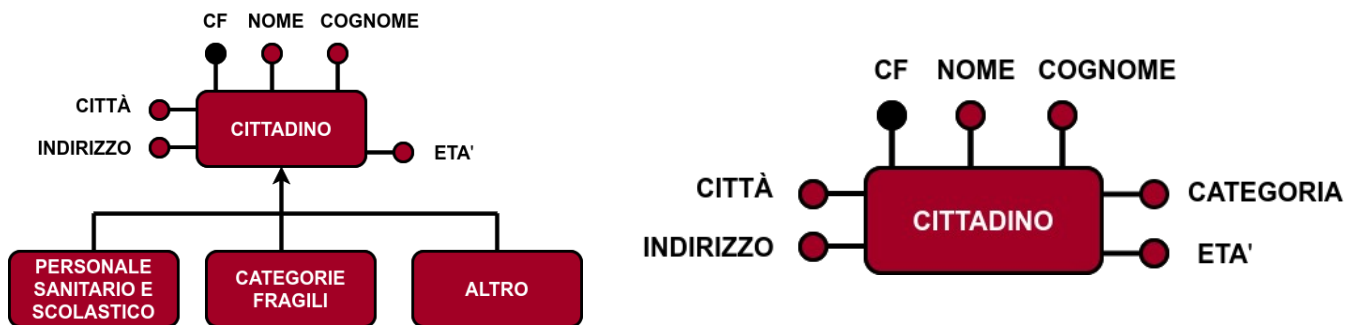 CF NOME COGNOME
CITTÀ
CITTADINO
INDIRIZZO
ETA'
PERSONALE
SANITARIO E
SCOLASTICO
CATEGORIE
FRAGILI
ALTRO
CF NOME COGNOME
CITTÀ
CATEGORIA
CITTADINO
INDIRIZZO
ETA'